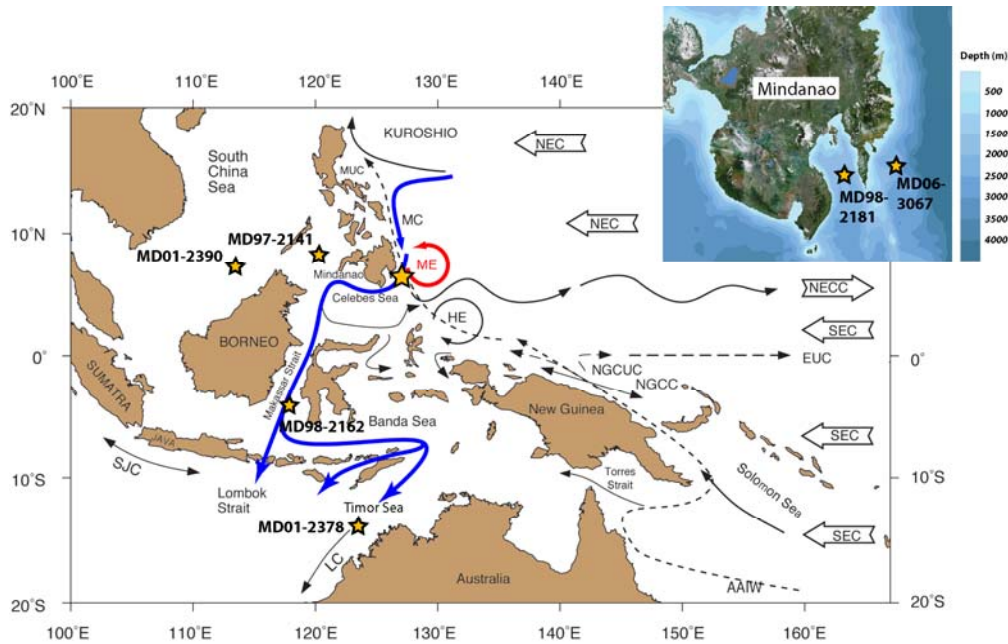 100˚E
110˚E
120˚E
130˚E
140˚E
20˚N
10˚N
0˚
10˚S
20˚S
KUROSHIO
NEC
South
China
Sea
MUC
MC
NEC
MD97-2141
MD01-2390
ME
Mindanao
Celebes Sea
NECC
HE
SEC
BORNEO
EUC
0˚
SUMATRA
Makassar Strait
NGCUC
NGCC
New Guinea
MD98-2162
Banda Sea
SEC
JAVA
SJC
Solomon Sea
10˚S
Torres
Strait
Lombok
Strait
Timor Sea
MD01-2378
SEC
LC
Australia
AAIW
20˚S
100˚E
110˚E
120˚E
130˚E
140˚E
150˚E
160˚E
Mindanao
MD98-
2181
MD06-
3067
Depth (m)
500
1000
1500
2000
2500
3000
3500
4000